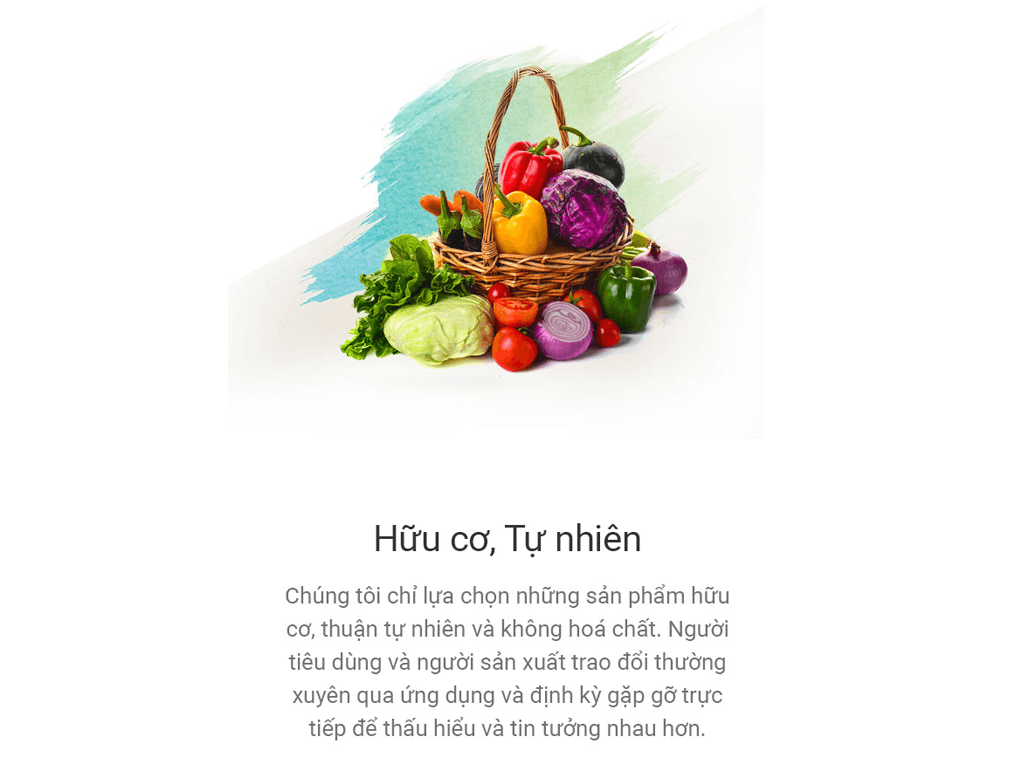 Hữu cơ, Tự nhiên
Chúng tôi chỉ lựa chọn những sản phẩm hữu
cơ, thuận tự nhiên và không hoá chất. Người
tiêu dùng và người sản xuất trao đổi thường
xuyên qua ứng dụng và định kỳ gặp gỡ trực
tiếp để thấu hiểu và tin tưởng nhau hơn.